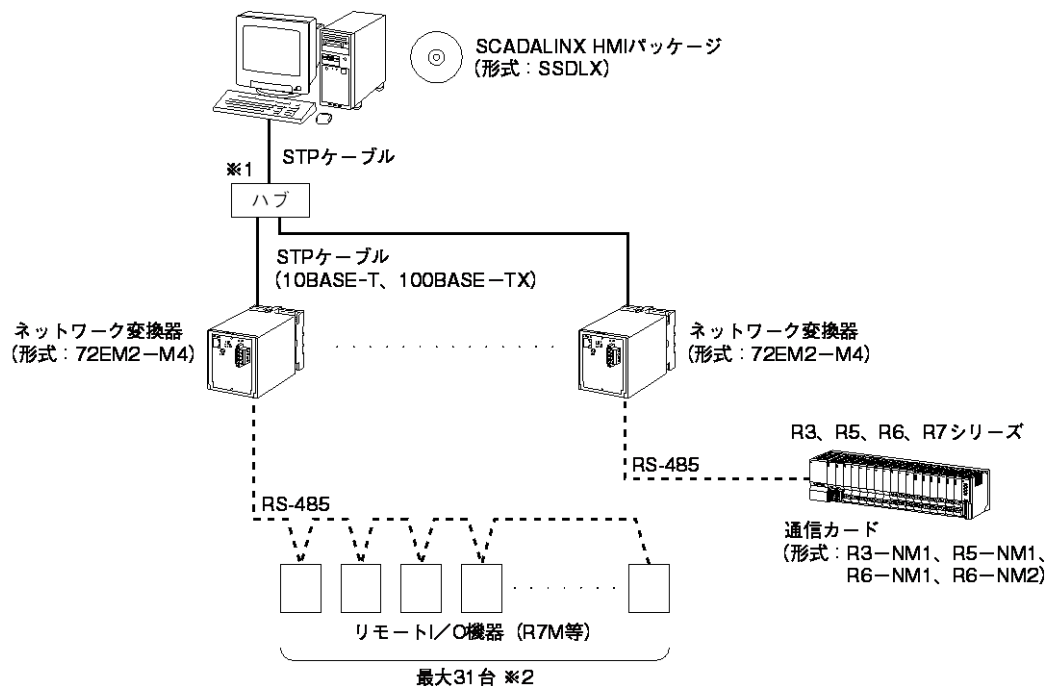 SCADALINX HMIパッケージ
(形式：SSDLX)
STPケーブル
※1
ハブ
STPケーブル
(10BASE-T、100BASE－TX)
ネットワーク変換器
(形式：72EM2－M4)
ネットワーク変換器
(形式：72EM2－M4)
R3、R5、R6、R7シリーズ
RS-485
RS-485
通信カード
(形式：R3－NM1、R5－NM1、
R6－NM1、R6－NM2)
リモートI／O機器（R7M等）
最大31台 ※2